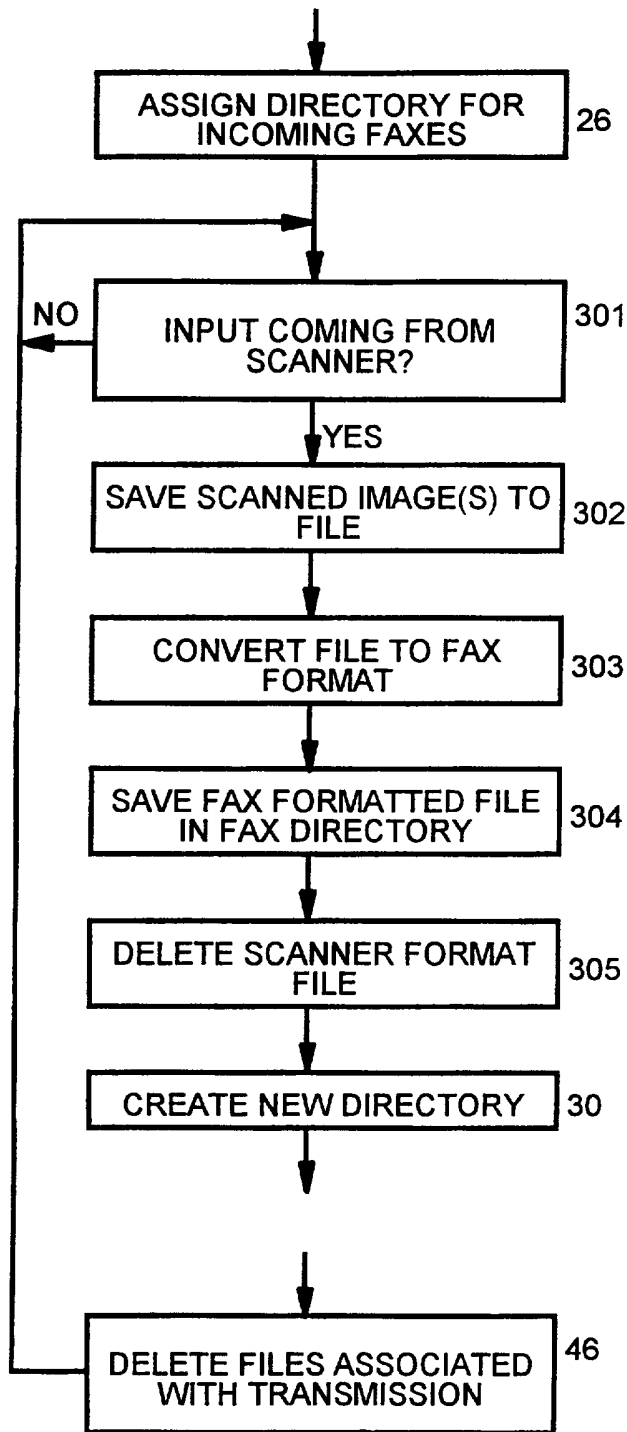 ASSIGN DIRECTORY FOR
INCOMING FAXES
26
NO
INPUT COMING FROM
SCANNER?
301
YES
SAVE SCANNED IMAGE(S) TO
FILE
302
CONVERT FILE TO FAX
FORMAT
303
SAVE FAX FORMATTED FILE
IN FAX DIRECTORY
304
DELETE SCANNER FORMAT
FILE
305
CREATE NEW DIRECTORY
30
DELETE FILES ASSOCIATED
WITH TRANSMISSION
46